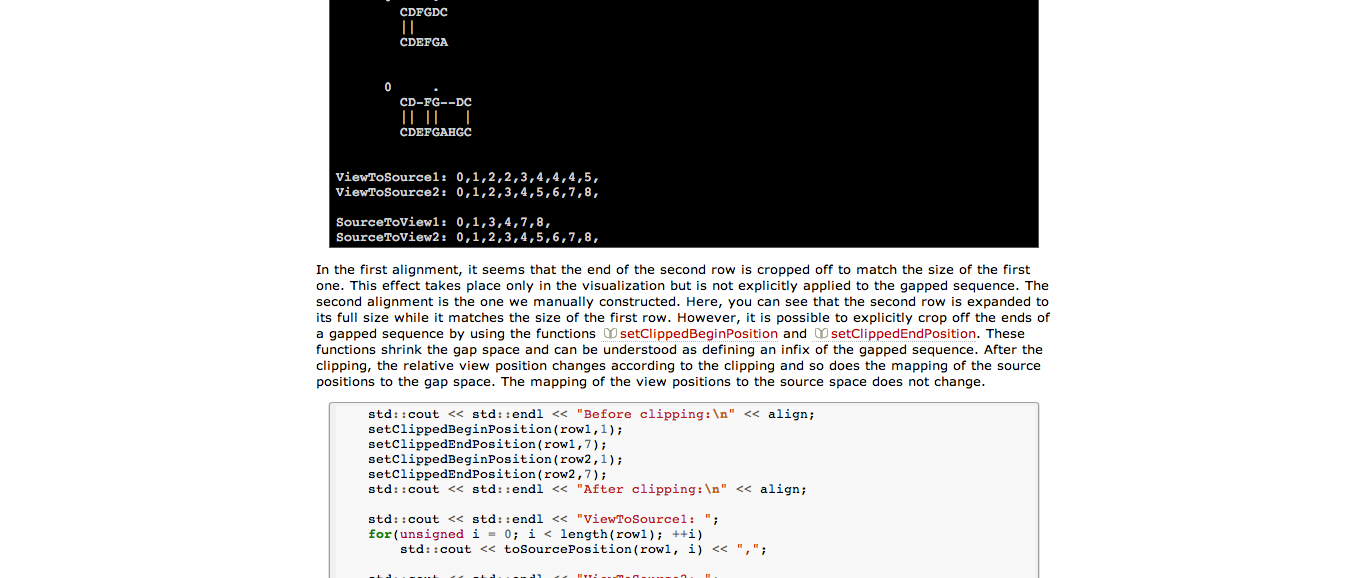 CDFGDC
||
CDEFGA
0 .
CD-FG--DC
|| || |
CDEFGAHGC
ViewToSource1: 0,1,2,2,3,4,4,4,5,
ViewToSource2: 0,1,2,3,4,5,6,7,8,
SourceToView1: 0,1,3,4,7,8,
SourceToView2: 0,1,2,3,4,5,6,7,8,
In the first alignment, it seems that the end of the second row is cropped off to match the size of the first
one. This effect takes place only in the visualization but is not explicitly applied to the gapped sequence. The
second alignment is the one we manually constructed. Here, you can see that the second row is expanded to
its full size while it matches the size of the first row. However, it is possible to explicitly crop off the ends of
a gapped sequence by using the functions setClippedBeginPosition and setClippedEndPosition. These
functions shrink the gap space and can be understood as defining an infix of the gapped sequence. After the
clipping, the relative view position changes according to the clipping and so does the mapping of the source
positions to the gap space. The mapping of the view positions to the source space does not change.
std::cout << std::endl << "Before clipping:\n" << align;
setClippedBeginPosition(row1,1);
setClippedEndPosition(row1,7);
setClippedBeginPosition(row2,1);
setClippedEndPosition(row2,7);
std::cout << std::endl << "After clipping:\n" << align;
std::cout << std::endl << "ViewToSource1: ";
for(unsigned i = 0; i < length(row1); ++i)
std::cout << toSourcePosition(row1, i) << ",";